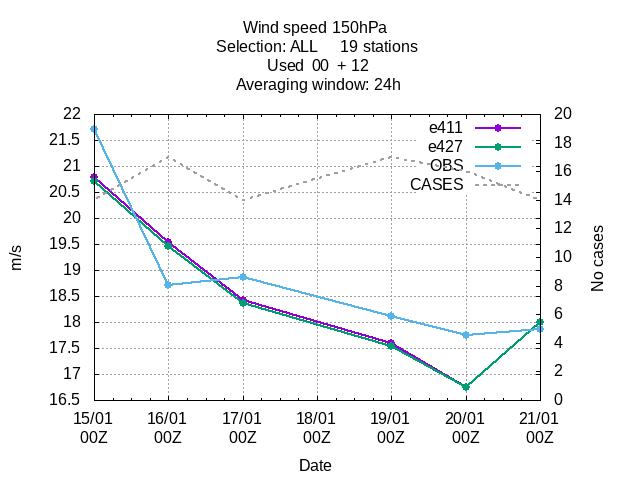 Wind speed 150hPa
Selection: ALL 19 stations
Used 00 + 12
Averaging window: 24h
22
21.5
21
20.5
20
19.5
19
18.5
18
17.5
17
16.5
m/s
20
18
16
14
12
10
8
6
4
2
0
No cases
e411
e427
OBS
CASES
15/01 16/01 17/01 18/01 19/01 20/01 21/01
00Z 00Z 00Z 00Z 00Z 00Z 00Z
Date